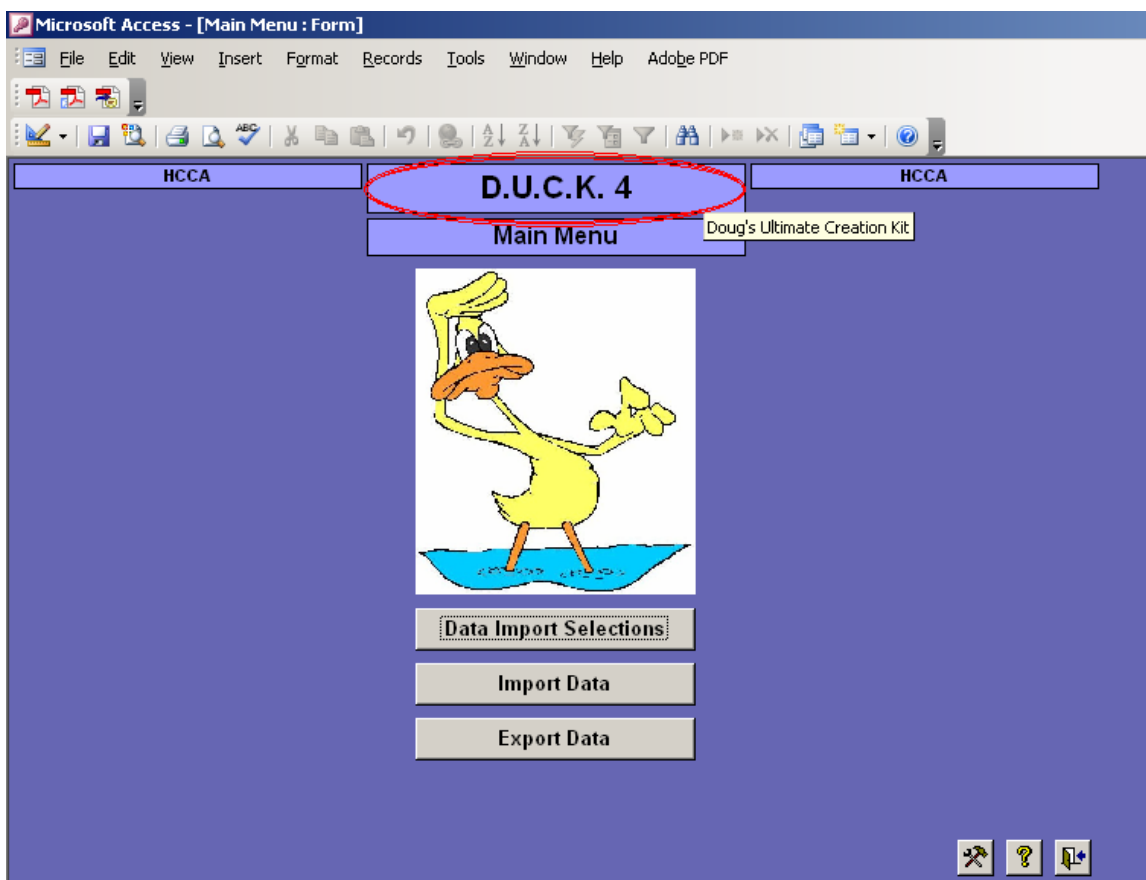 Microsoft Access - [Main Menu : Form]
File Edit View Insert Format Records Tools Window Help Adobe PDF
ABC
HCCA D.U.C.K. 4 HCCA
Doug's Ultimate Creation Kit
Main Menu
Data Import Selections
Import Data
Export Data